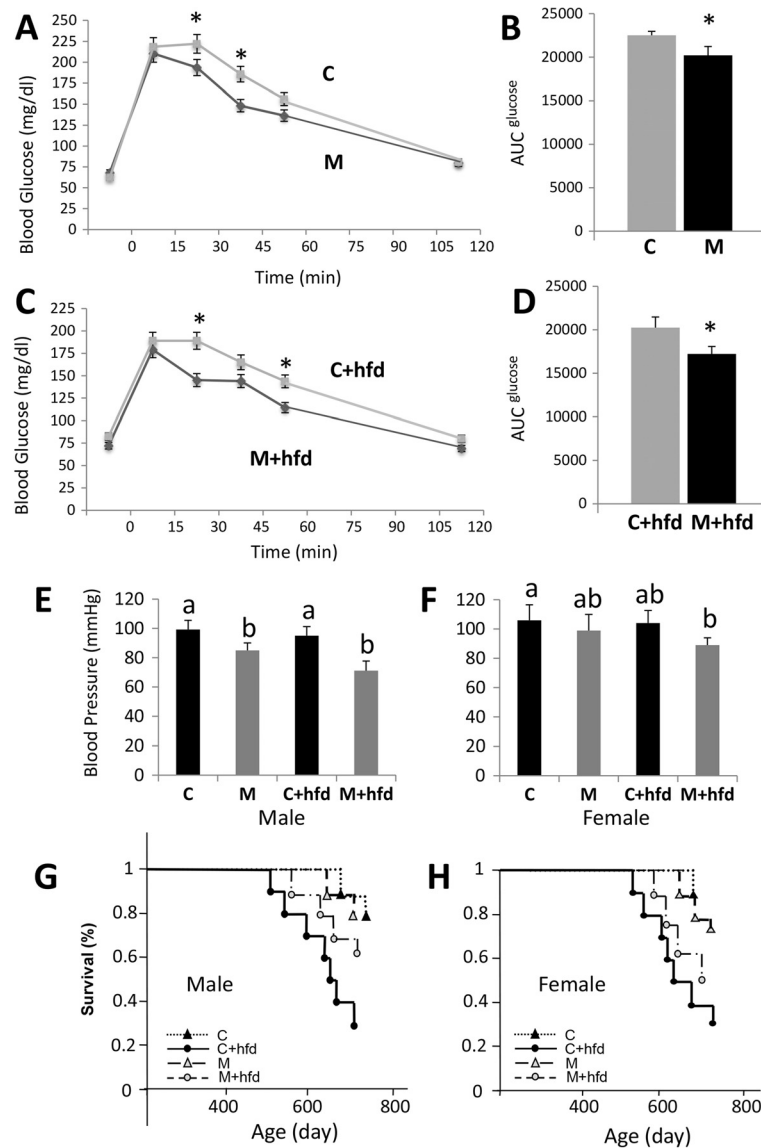 A
Blood Glucose (mg/dl)
250
225
200
175
150
125
100
75
50
25
0
* *
C
M
0 15 30 45 60 75 90 105 120
Time (min)
B
AUC glucose
25000
20000
15000
10000
5000
0
*
C M
C
Blood Glucose (mg/dl)
225
200
175
150
125
100
75
50
25
0
* *
C+hfd
M+hfd
0 15 30 45 60 75 90 105 120
Time (min)
D
AUC glucose
25000
20000
15000
10000
5000
0
*
C+hfd M+hfd
E
Blood Pressure (mmHg)
120
100
80
60
40
20
0
a b a b
C M C+hfd M+hfd
Male
F
120
100
80
60
40
20
0
a ab ab b
C M C+hfd M+hfd
Female
G
Survival (%)
1
0.8
0.6
0.4
0.2
0
Male
C
C+hfd
M
M+hfd
400 600 800
Age (day)
H
1
0.8
0.6
0.4
0.2
0
Female
C
C+hfd
M
M+hfd
400 600 800
Age (day)